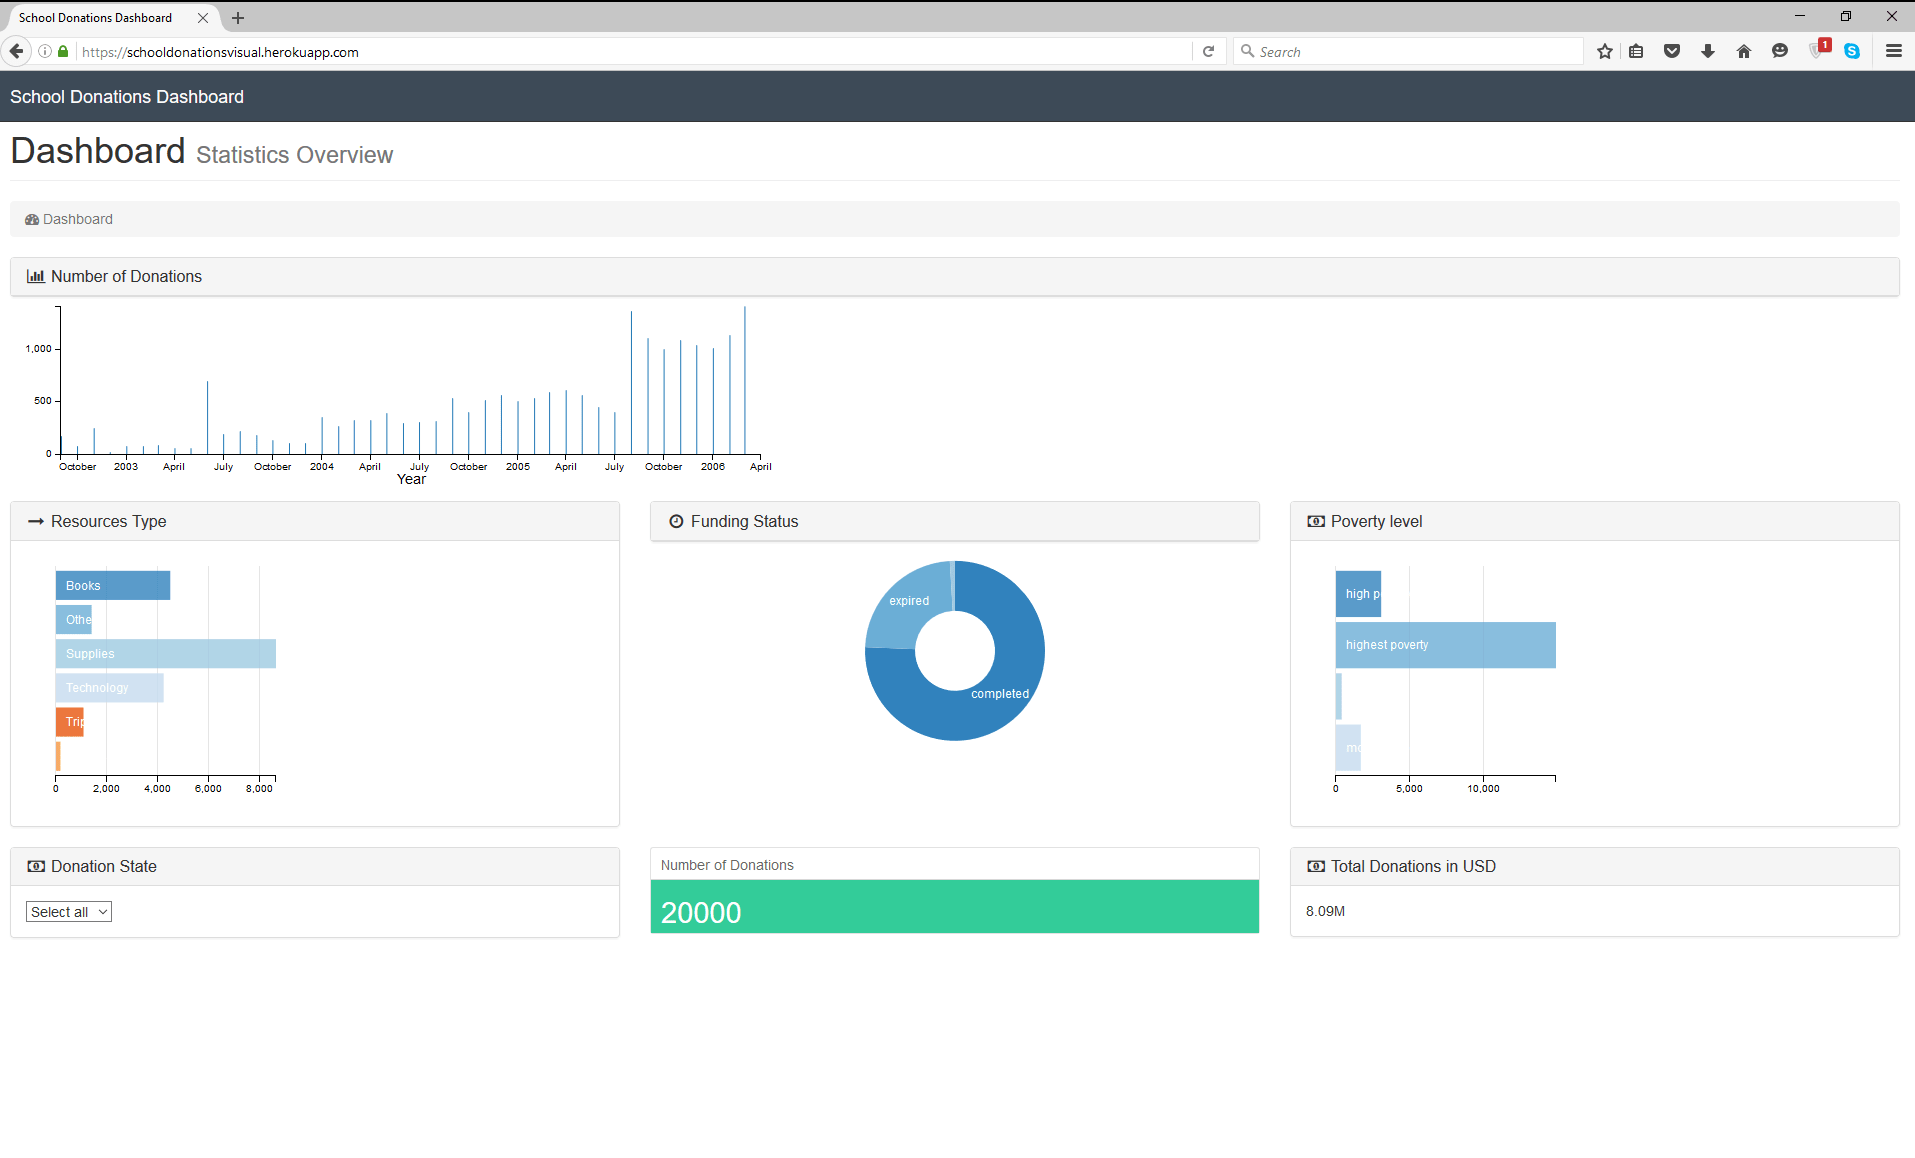 School Donations Dashboard
https://schooldonationsvisual.herokuapp.com
Search
1
S
School Donations Dashboard
Dashboard Statistics Overview
Dashboard
Number of Donations
1,000
500
0
October 2003 April July October 2004 April July October 2005 April July October 2006 April
Year
Resources Type
Books
Othe
Supplies
Technology
Trip
0 2,000 4,000 6,000 8,000
Funding Status
expired
completed
Poverty level
high p
highest poverty
mo
0 5,000 10,000
Donation State
Select all
Number of Donations
20000
Total Donations in USD
8.09M